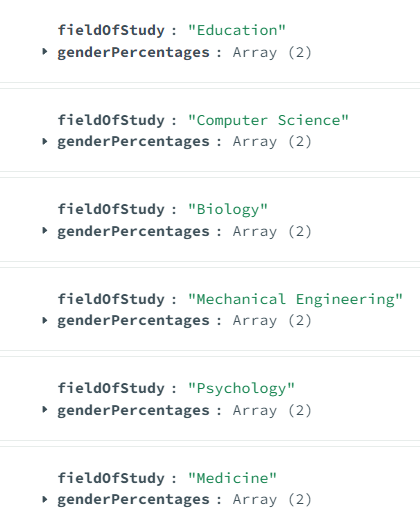 fieldOfStudy : "Education"
genderPercentages : Array (2)
fieldOfStudy : "Computer Science"
genderPercentages : Array (2)
fieldOfStudy : "Biology"
genderPercentages : Array (2)
fieldOfStudy : "Mechanical Engineering"
genderPercentages : Array (2)
fieldOfStudy : "Psychology"
genderPercentages : Array (2)
fieldOfStudy : "Medicine"
genderPercentages : Array (2)